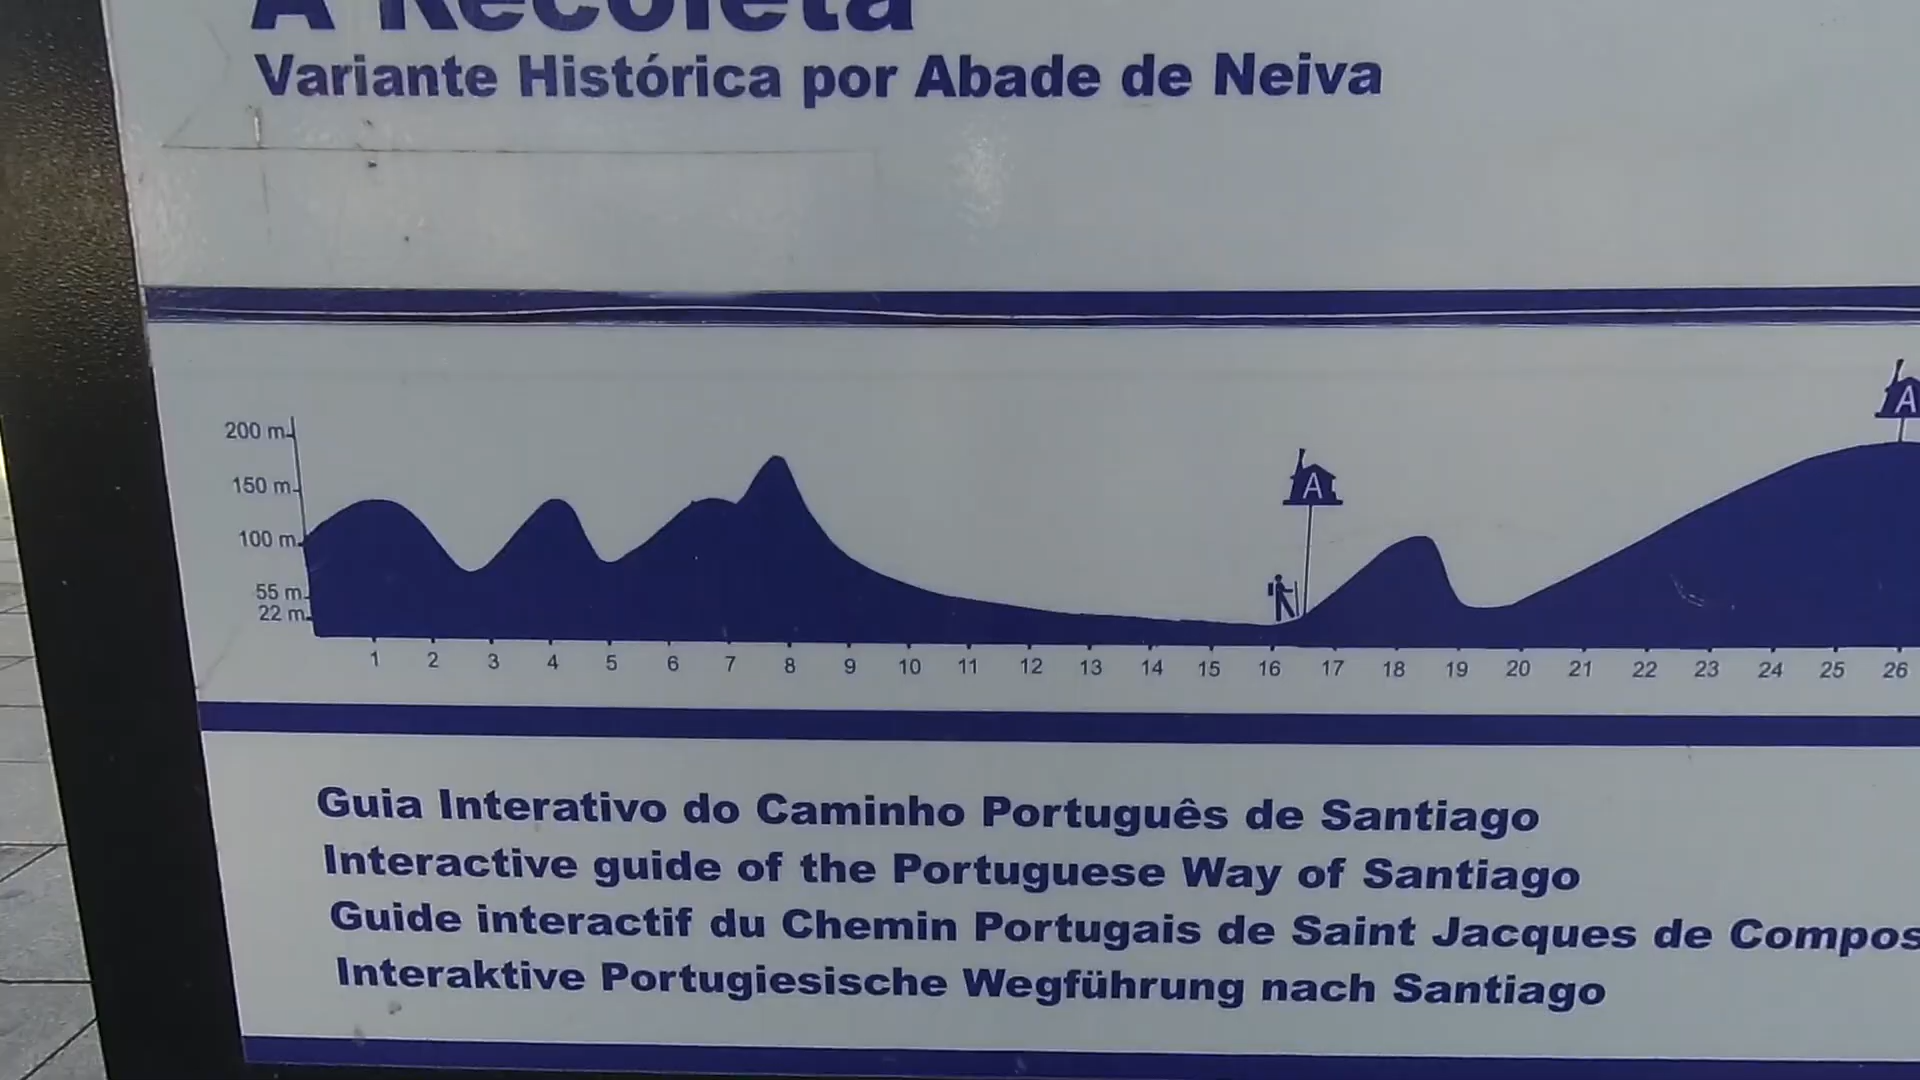 A Recoleta
Variante Histórica por Abade de Neiva
A
A
200 m
150 m
100 m
55 m
22 m
1 2 3 4 5 6 7 8 9 10 11 12 13 14 15 16 17 18 19 20 21 22 23 24 25 26
Guia Interativo do Caminho Português de Santiago
Interactive guide of the Portuguese Way of Santiago
Guide interactif du Chemin Portugais de Saint Jacques de Compos
Interaktive Portugiesische Wegführung nach Santiago